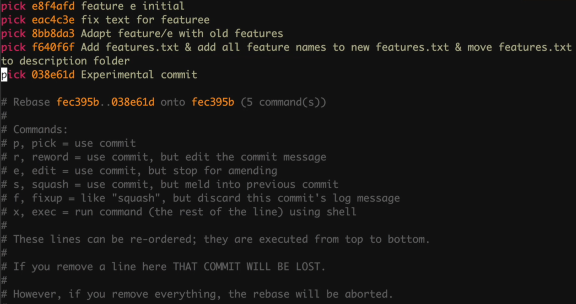 pick e8f4afd feature e initial
pick eac4c3e fix text for featuree
pick 8bb8da3 Adapt feature/e with old features
pick f640f6f Add features.txt & add all feature names to new features.txt & move features.txt
to description folder
pick 038e61d Experimental commit

# Rebase fec395b..038e61d onto fec395b (5 command(s))
#
# Commands:
# p, pick = use commit
# r, reword = use commit, but edit the commit message
# e, edit = use commit, but stop for amending
# s, squash = use commit, but meld into previous commit
# f, fixup = like "squash", but discard this commit's log message
# x, exec = run command (the rest of the line) using shell
#
# These lines can be re-ordered; they are executed from top to bottom.
#
# If you remove a line here THAT COMMIT WILL BE LOST.
#
# However, if you remove everything, the rebase will be aborted.